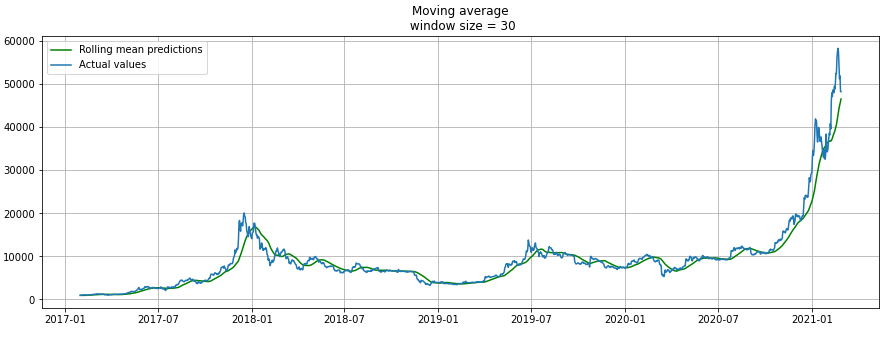 Moving average
window size = 30
Rolling mean predictions
Actual values
60000
50000
40000
30000
20000
10000
0
2017-01 2017-07 2018-01 2018-07 2019-01 2019-07 2020-01 2020-07 2021-01